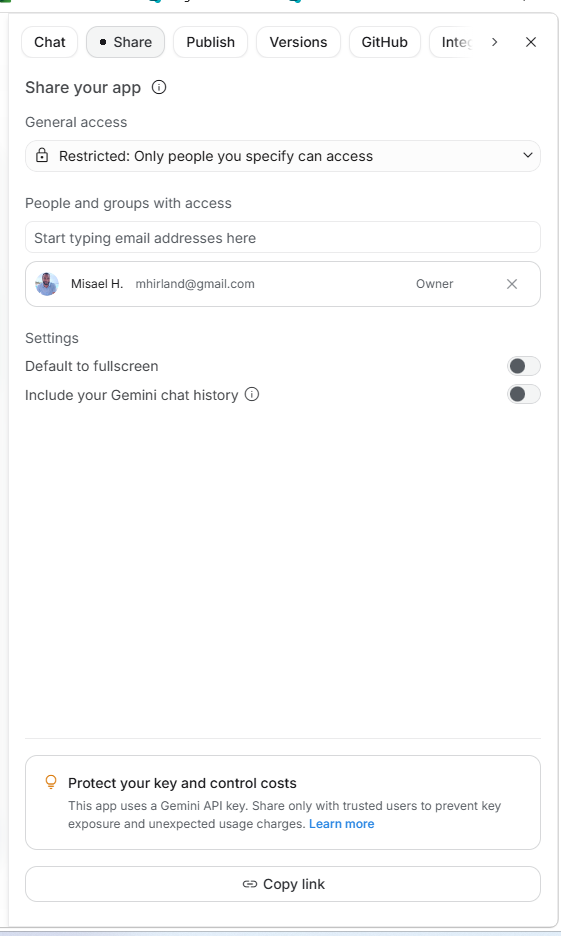 Chat
Share
Publish
Versions
GitHub
Share your app
General access
Restricted: Only people you specify can access
People and groups with access
Start typing email addresses here
Misael H. mhirland@gmail.com Owner
Settings
Default to fullscreen
Include your Gemini chat history
Protect your key and control costs
This app uses a Gemini API key. Share only with trusted users to prevent key
exposure and unexpected usage charges. Learn more
Copy link